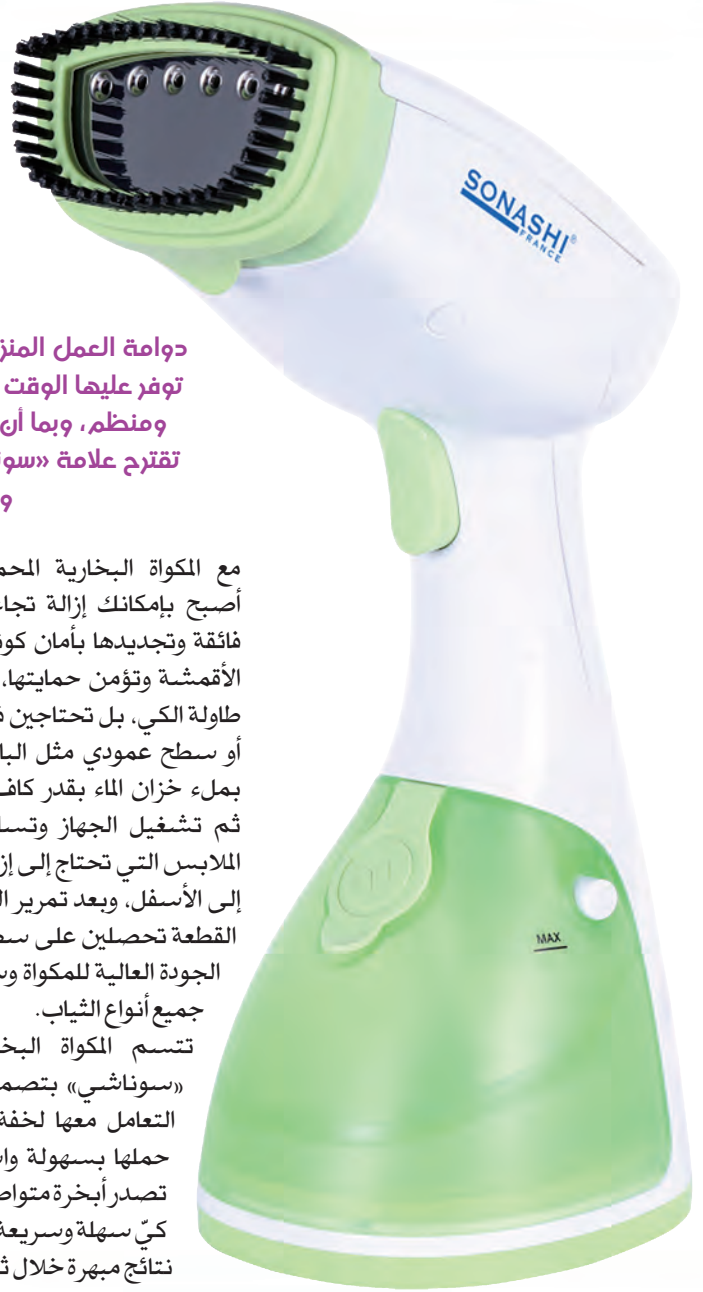 SONASHI®
FRANCE
دوامة العمل المنز
توفر عليها الوقت
ومنظم، وبما أن
تقترح علامة «سو
و
مع المكواة البخارية المحم
أصبح بإمكانك إزالة تجا
فائقة وتجديدها بأمان كو
الأقمشة وتؤمن حمايتها،
طاولة الكي، بل تحتاجين
أو سطح عمودي مثل البا
بملء خزان الماء بقدر كاف
ثم تشغيل الجهاز وتسا
الملابس التي تحتاج إلى إز
إلى الأسفل، وبعد تمرير ا
القطعة تحصلين على سط
الجودة العالية للمكواة وس
جميع أنواع الثياب.
تتسم المكواة البخا
«سوناشي» بتصم
التعامل معها لخفة
حملها بسهولة وا
تصدر أبخرة متواص
كيّ سهلة وسريعة
نتائج مبهرة خلال ث
MAX